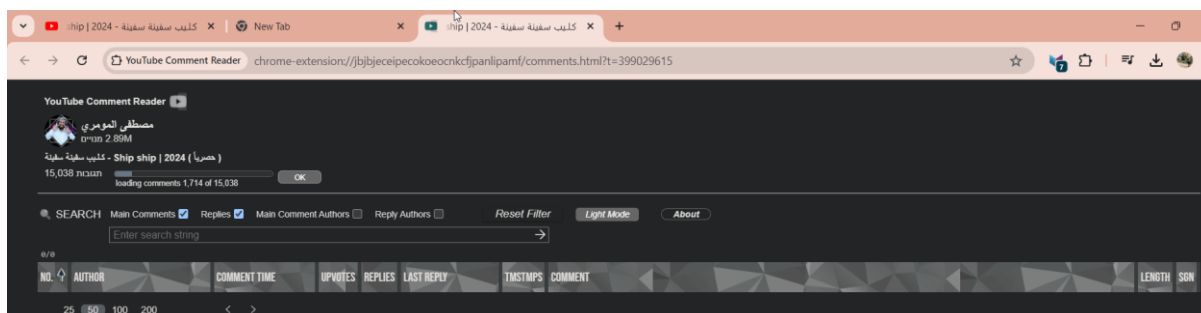 كليب سفينة سفينة - 2024 | ship
New Tab
كليب سفينة سفينة - 2024 | ship
YouTube Comment Reader
chrome-extension://jbjbjeceipecokoeocnkcfjpanlipamf/comments.html?t=399029615
7
YouTube Comment Reader
مصطفى المومري
2.89M מנויים
كليب سفينة سفينة - Ship ship | 2024 ( حصرياً )
15,038 תגובות
loading comments 1,714 of 15,038
OK
SEARCH Main Comments Replies Main Comment Authors Reply Authors Reset Filter Light Mode About
Enter search string
0/0
NO. AUTHOR COMMENT TIME UPVOTES REPLIES LAST REPLY TMSTMPS COMMENT LENGTH SGN
25 50 100 200